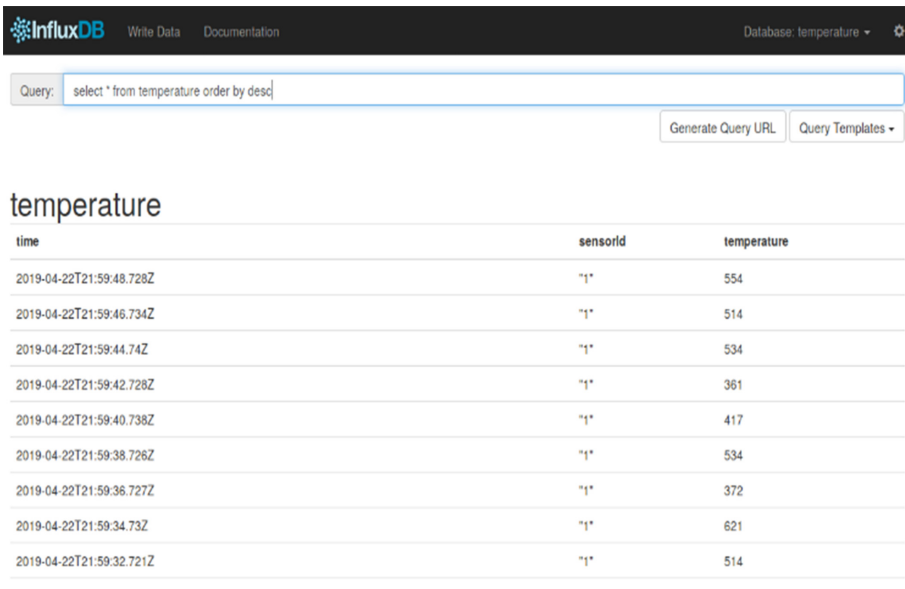 InfluxDB Write Data Documentation Database: temperature
Query: select * from temperature order by desc
Generate Query URL Query Templates
temperature
time sensorId temperature
2019-04-22T21:59:48.728Z "1" 554
2019-04-22T21:59:46.734Z "1" 514
2019-04-22T21:59:44.74Z "1" 534
2019-04-22T21:59:42.728Z "1" 361
2019-04-22T21:59:40.738Z "1" 417
2019-04-22T21:59:38.726Z "1" 534
2019-04-22T21:59:36.727Z "1" 372
2019-04-22T21:59:34.73Z "1" 621
2019-04-22T21:59:32.721Z "1" 514